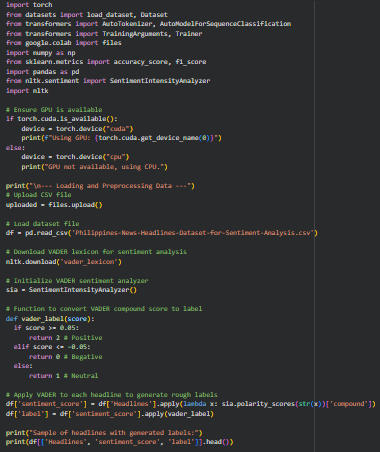 import torch
from datasets import load_dataset, Dataset
from transformers import AutoTokenizer, AutoModelForSequenceClassification
from transformers import TrainingArguments, Trainer
from google.colab import files
import numpy as np
from sklearn.metrics import accuracy_score, f1_score
import pandas as pd
from nltk.sentiment import SentimentIntensityAnalyzer
import nltk

# Ensure GPU is available
if torch.cuda.is_available():
    device = torch.device("cuda")
    print(f"Using GPU: {torch.cuda.get_device_name(0)}")
else:
    device = torch.device("cpu")
    print("GPU not available, using CPU.")

print("\n--- Loading and Preprocessing Data ---")
# Upload CSV file
uploaded = files.upload()

# Load dataset file
df = pd.read_csv('Philippines-News-Headlines-Dataset-for-Sentiment-Analysis.csv')

# Download VADER lexicon for sentiment analysis
nltk.download('vader_lexicon')

# Initialize VADER sentiment analyzer
sia = SentimentIntensityAnalyzer()

# Function to convert VADER compound score to label
def vader_label(score):
  if score >= 0.05:
      return 2 # Positive
  elif score <= -0.05:
      return 0 # Begative
  else:
      return 1 # Neutral

# Apply VADER to each headline to generate rough labels
df['sentiment_score'] = df['Headlines'].apply(lambda x: sia.polarity_scores(str(x))['compound'])
df['label'] = df['sentiment_score'].apply(vader_label)

print("Sample of headlines with generated labels:")
print(df[['Headlines', 'sentiment_score', 'label']].head())